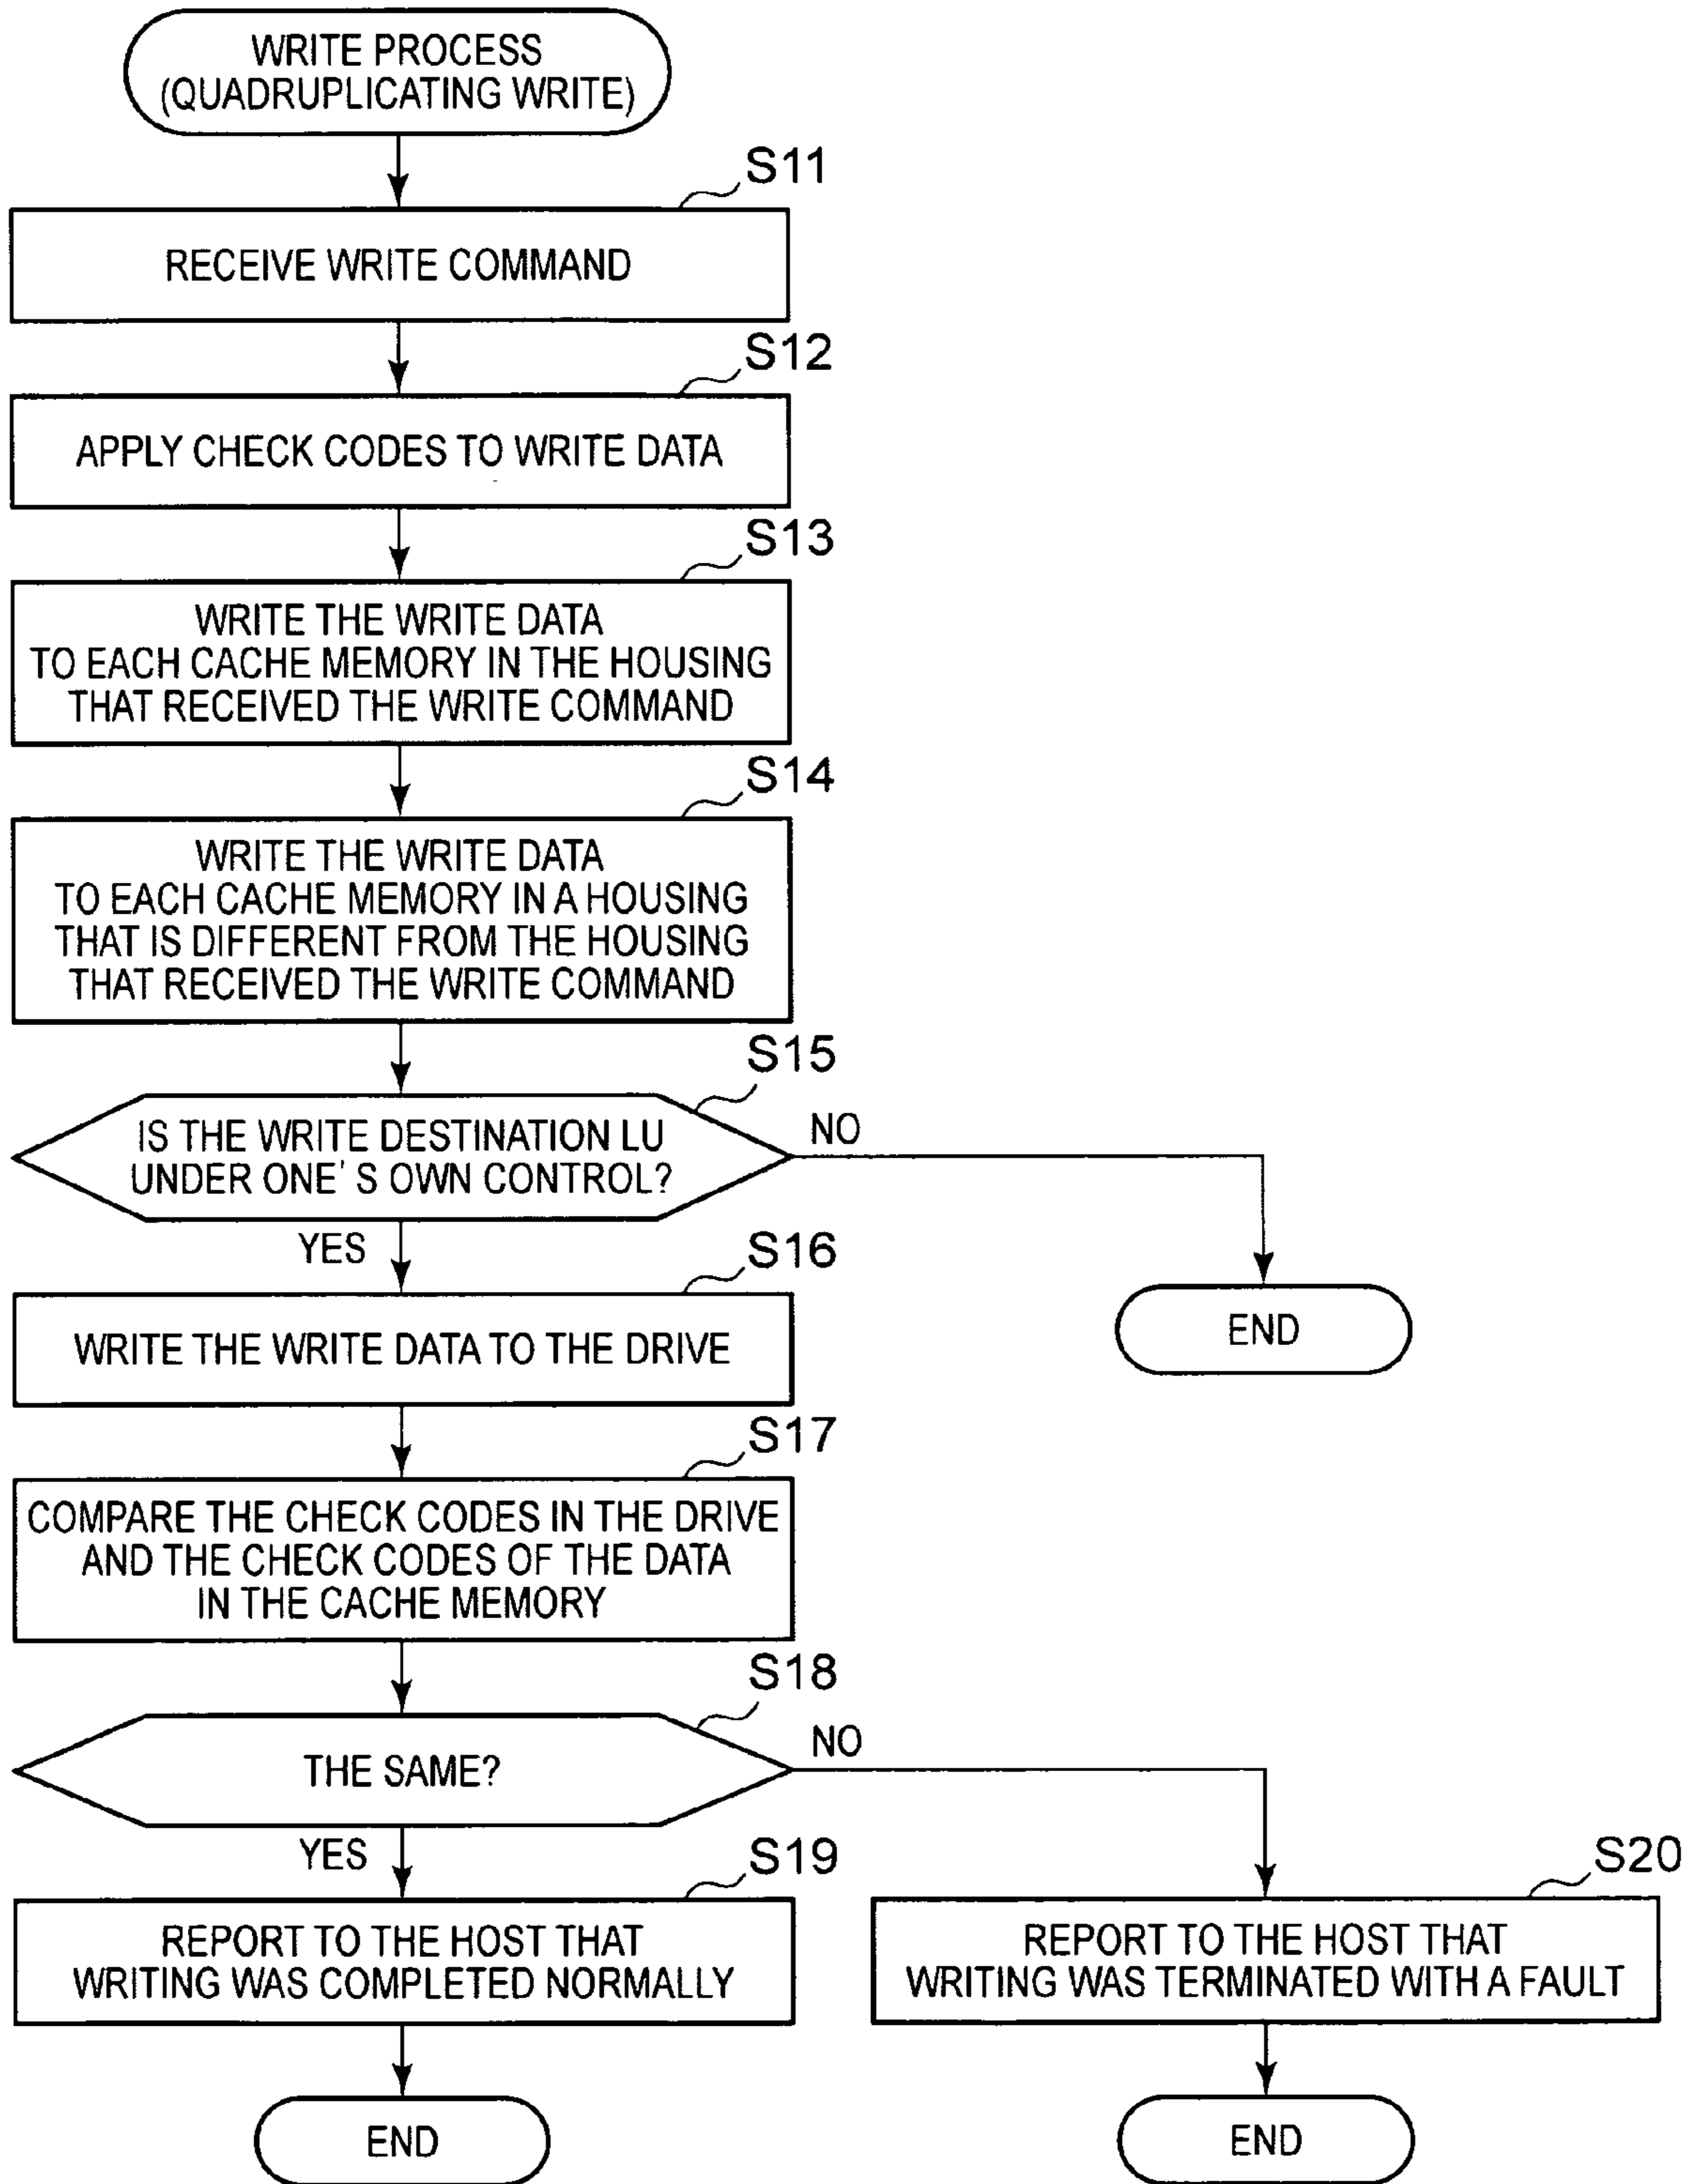 WRITE PROCESS
(QUADRUPLICATING WRITE)
S11
RECEIVE WRITE COMMAND
S12
APPLY CHECK CODES TO WRITE DATA
S13
WRITE THE WRITE DATA
TO EACH CACHE MEMORY IN THE HOUSING
THAT RECEIVED THE WRITE COMMAND
S14
WRITE THE WRITE DATA
TO EACH CACHE MEMORY IN A HOUSING
THAT IS DIFFERENT FROM THE HOUSING
THAT RECEIVED THE WRITE COMMAND
S15
IS THE WRITE DESTINATION LU
UNDER ONE'S OWN CONTROL?
NO
YES
END
S16
WRITE THE WRITE DATA TO THE DRIVE
S17
COMPARE THE CHECK CODES IN THE DRIVE
AND THE CHECK CODES OF THE DATA
IN THE CACHE MEMORY
S18
THE SAME?
NO
YES
S19
REPORT TO THE HOST THAT
WRITING WAS COMPLETED NORMALLY
END
S20
REPORT TO THE HOST THAT
WRITING WAS TERMINATED WITH A FAULT
END